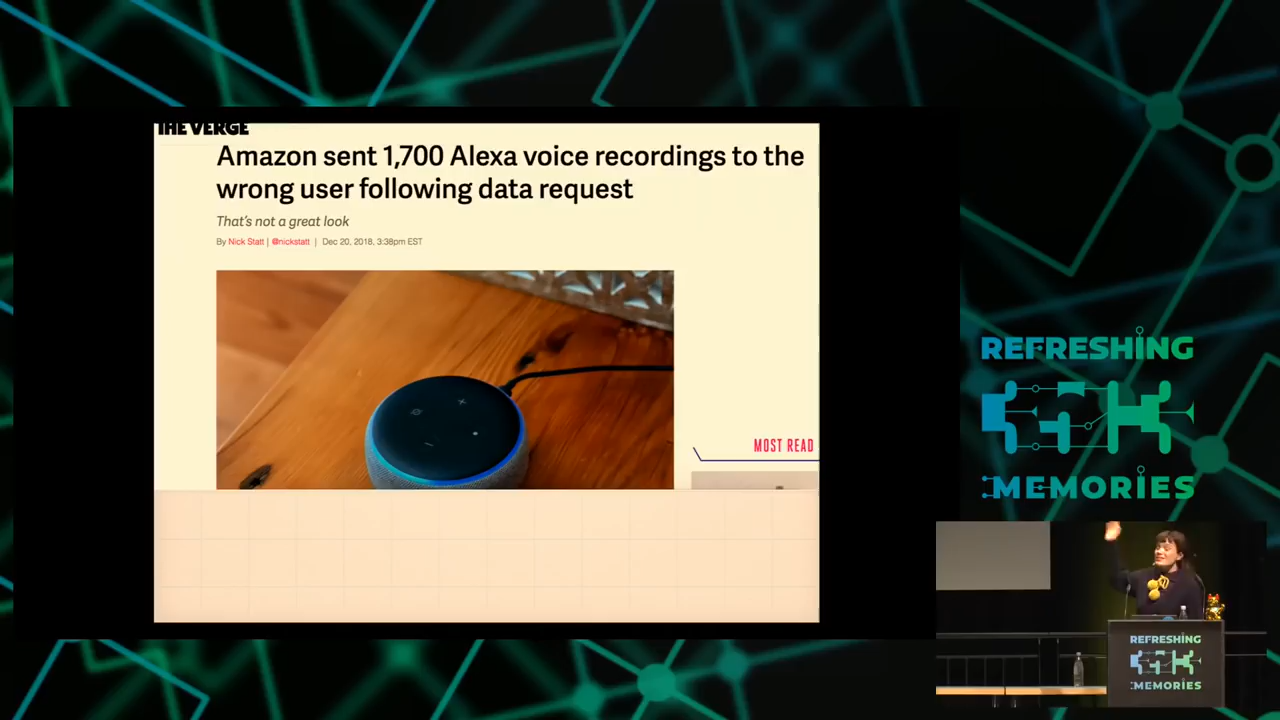 THE VERGE
Amazon sent 1,700 Alexa voice recordings to the
wrong user following data request
That's not a great look
By Nick Statt | @nickstatt | Dec 20, 2018, 3:38pm EST
MOST READ
REFRESHING
MEMORIES
REFRESHING
MEMORIES